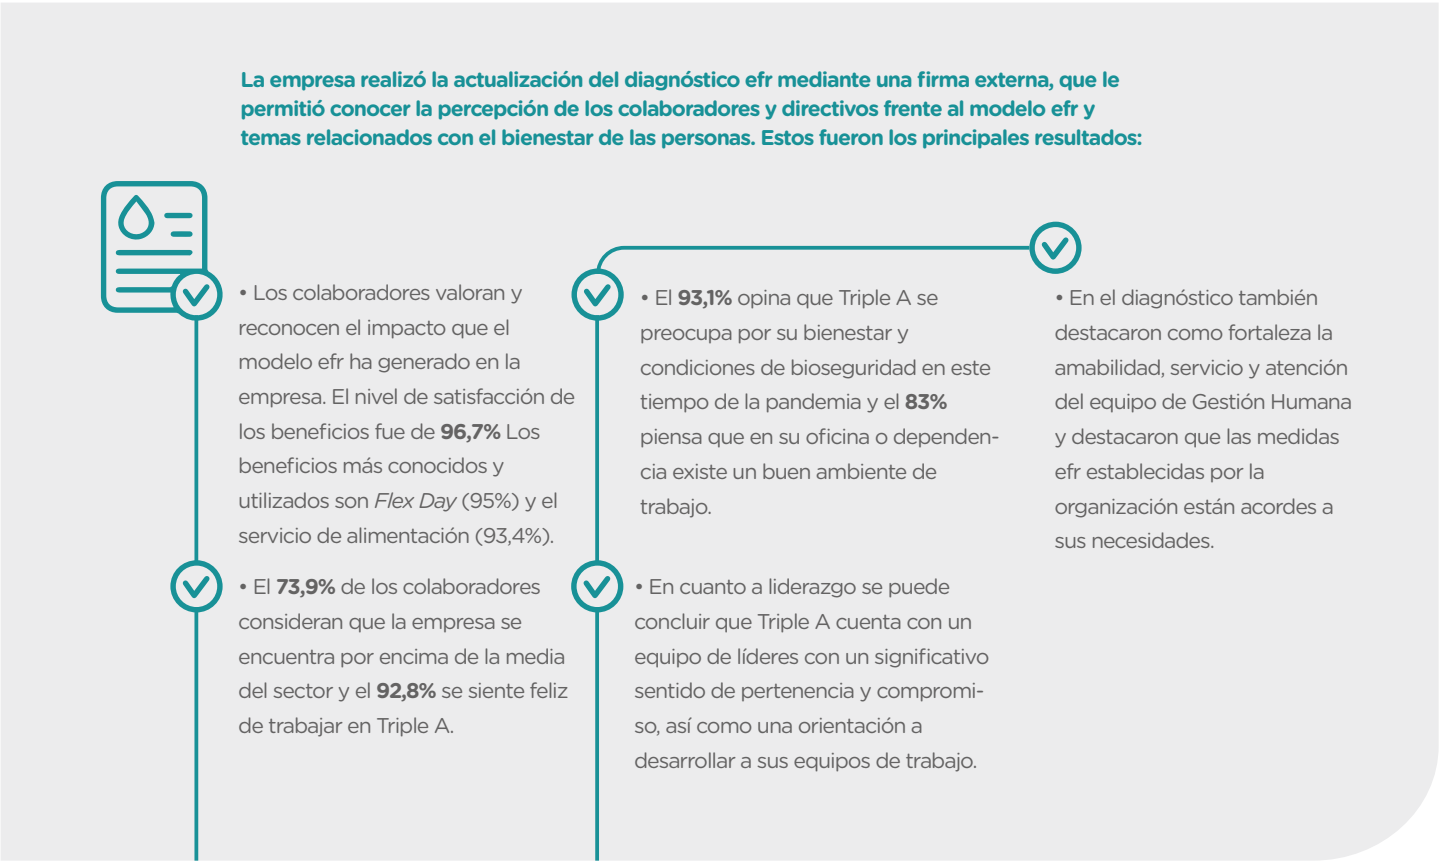 La empresa realizó la actualización del diagnóstico efr mediante una firma externa, que le
permitió conocer la percepción de los colaboradores y directivos frente al modelo efr y
temas relacionados con el bienestar de las personas. Estos fueron los principales resultados:
• Los colaboradores valoran y
reconocen el impacto que el
modelo efr ha generado en la
empresa. El nivel de satisfacción de
los beneficios fue de 96,7% Los
beneficios más conocidos y
utilizados son Flex Day (95%) y el
servicio de alimentación (93,4%).
• El 73,9% de los colaboradores
consideran que la empresa se
encuentra por encima de la media
del sector y el 92,8% se siente feliz
de trabajar en Triple A.
• El 93,1% opina que Triple A se
preocupa por su bienestar y
condiciones de bioseguridad en este
tiempo de la pandemia y el 83%
piensa que en su oficina o dependen-
cia existe un buen ambiente de
trabajo.
• En cuanto a liderazgo se puede
concluir que Triple A cuenta con un
equipo de líderes con un significativo
sentido de pertenencia y compromi-
so, así como una orientación a
desarrollar a sus equipos de trabajo.
• En el diagnóstico también
destacaron como fortaleza la
amabilidad, servicio y atención
del equipo de Gestión Humana
y destacaron que las medidas
efr establecidas por la
organización están acordes a
sus necesidades.